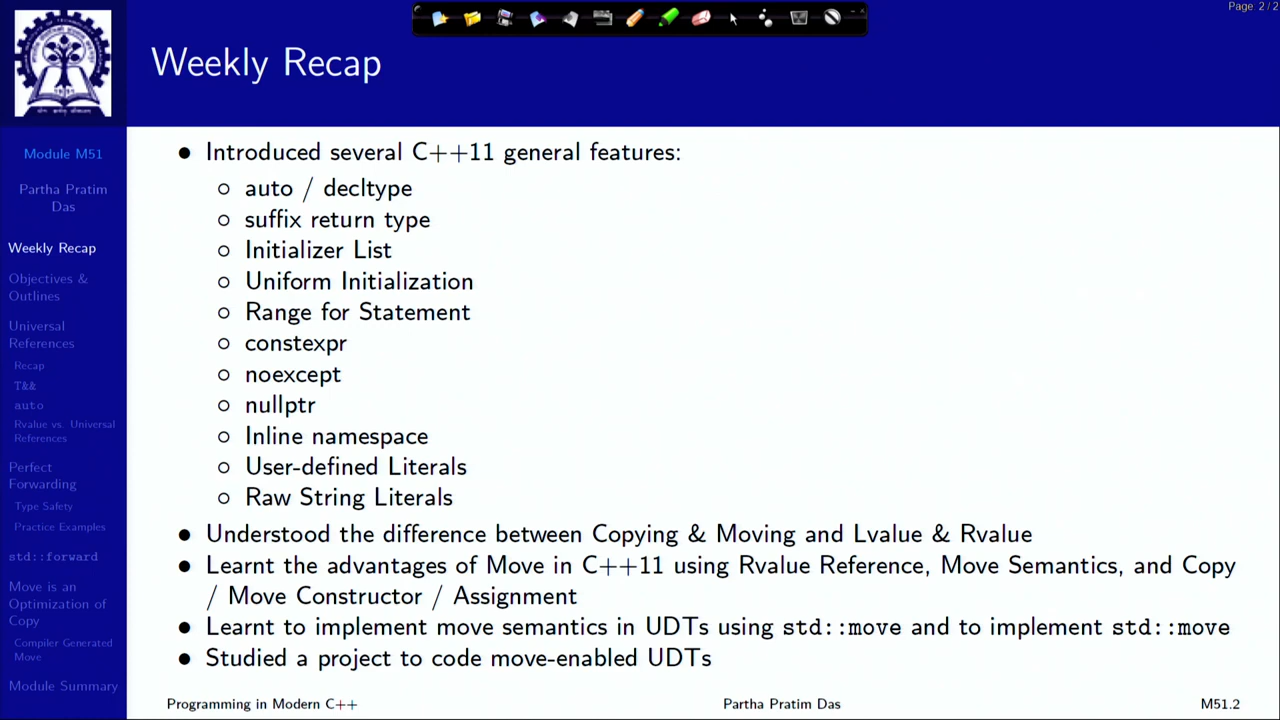 Page: 2 / 2
Weekly Recap
Module M51
Partha Pratim
Das
Weekly Recap
Objectives &
Outlines
Universal
References
Recap
T&&
auto
Rvalue vs. Universal
References
Perfect
Forwarding
Type Safety
Practice Examples
std::forward
Move is an
Optimization of
Copy
Compiler Generated
Move
Module Summary
● Introduced several C++11 general features:
○ auto / decltype
○ suffix return type
○ Initializer List
○ Uniform Initialization
○ Range for Statement
○ constexpr
○ noexcept
○ nullptr
○ Inline namespace
○ User-defined Literals
○ Raw String Literals
● Understood the difference between Copying & Moving and Lvalue & Rvalue
● Learnt the advantages of Move in C++11 using Rvalue Reference, Move Semantics, and Copy
/ Move Constructor / Assignment
● Learnt to implement move semantics in UDTs using std::move and to implement std::move
● Studied a project to code move-enabled UDTs
Programming in Modern C++
Partha Pratim Das
M51.2